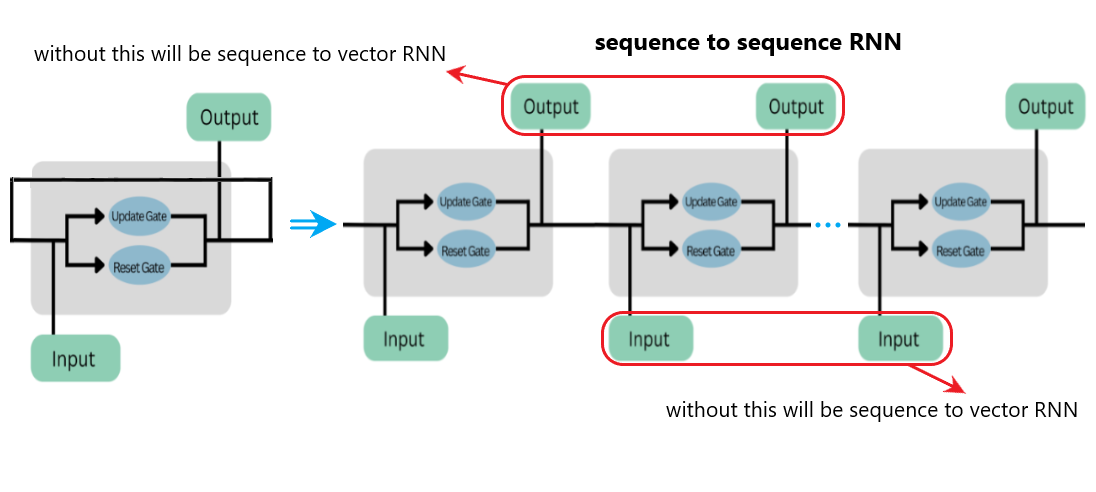 sequence to sequence RNN
without this will be sequence to vector RNN
Output
Update Gate
Reset Gate
Input
Output
Output
Output
Update Gate
Update Gate
Update Gate
Reset Gate
Reset Gate
Reset Gate
Input
Input
Input
without this will be sequence to vector RNN